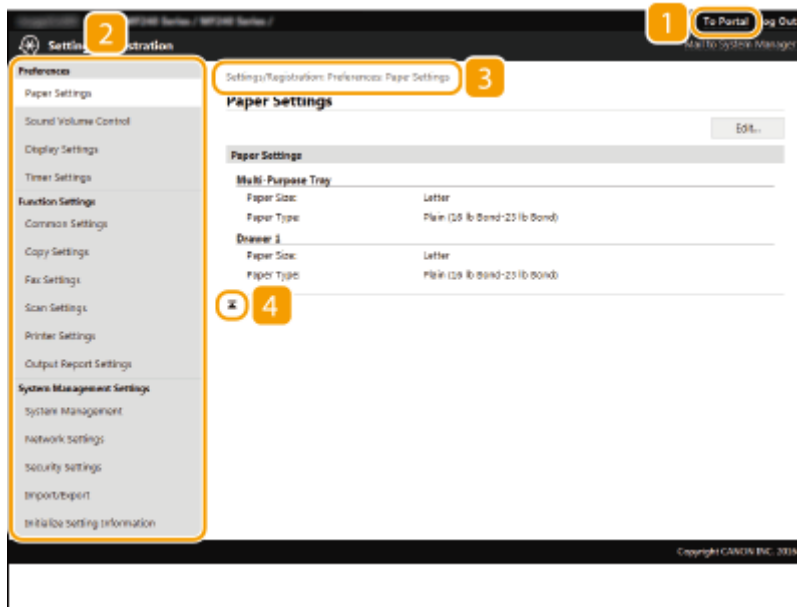 MF240 Series / MF240 Series /
To Portal Log Out
1
2
Mail to System Manager
Preferences
Paper Settings
Sound Volume Control
Display Settings
Timer Settings
Function Settings
Common Settings
Copy Settings
Fax Settings
Scan Settings
Printer Settings
Output Report Settings
System Management Settings
System Management
Network Settings
Security Settings
Import/Export
Initialize Setting Information
Settings/Registration: Preferences: Paper Settings
3
Paper Settings
Edit...
Paper Settings
Multi-Purpose Tray
Paper Size: Letter
Paper Type: Plain (16 lb Bond-23 lb Bond)
Drawer 1
Paper Size: Letter
Paper Type: Plain (16 lb Bond-23 lb Bond)
4
Copyright CANON INC.